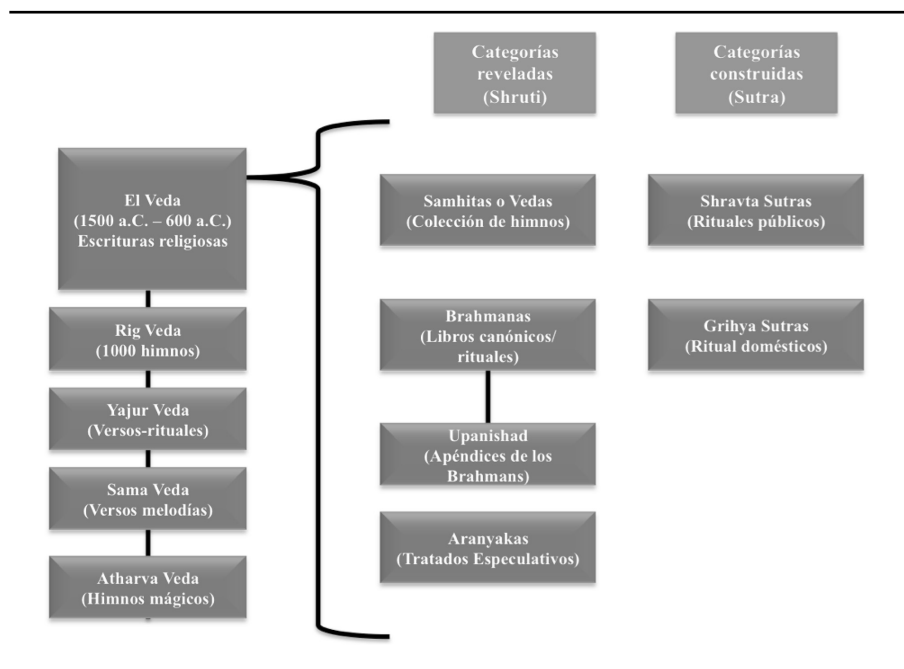 Categorías
reveladas
(Shruti)
Categorías
construidas
(Sutra)
El Veda
(1500 a.C. – 600 a.C.)
Escrituras religiosas
Rig Veda
(1000 himnos)
Yajur Veda
(Versos-rituales)
Sama Veda
(Versos melodías)
Atharva Veda
(Himnos mágicos)
Samhitas o Vedas
(Colección de himnos)
Brahmanas
(Libros canónicos/
rituales)
Upanishad
(Apéndices de los
Brahmans)
Aranyakas
(Tratados Especulativos)
Shravta Sutras
(Rituales públicos)
Grihya Sutras
(Ritual domésticos)